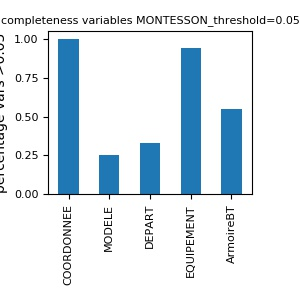 completeness variables MONTESSON_threshold=0.05
percentage vars >0.05
1.00
0.75
0.50
0.25
0.00
COORDONNEE
MODELE
DEPART
EQUIPEMENT
ArmoireBT